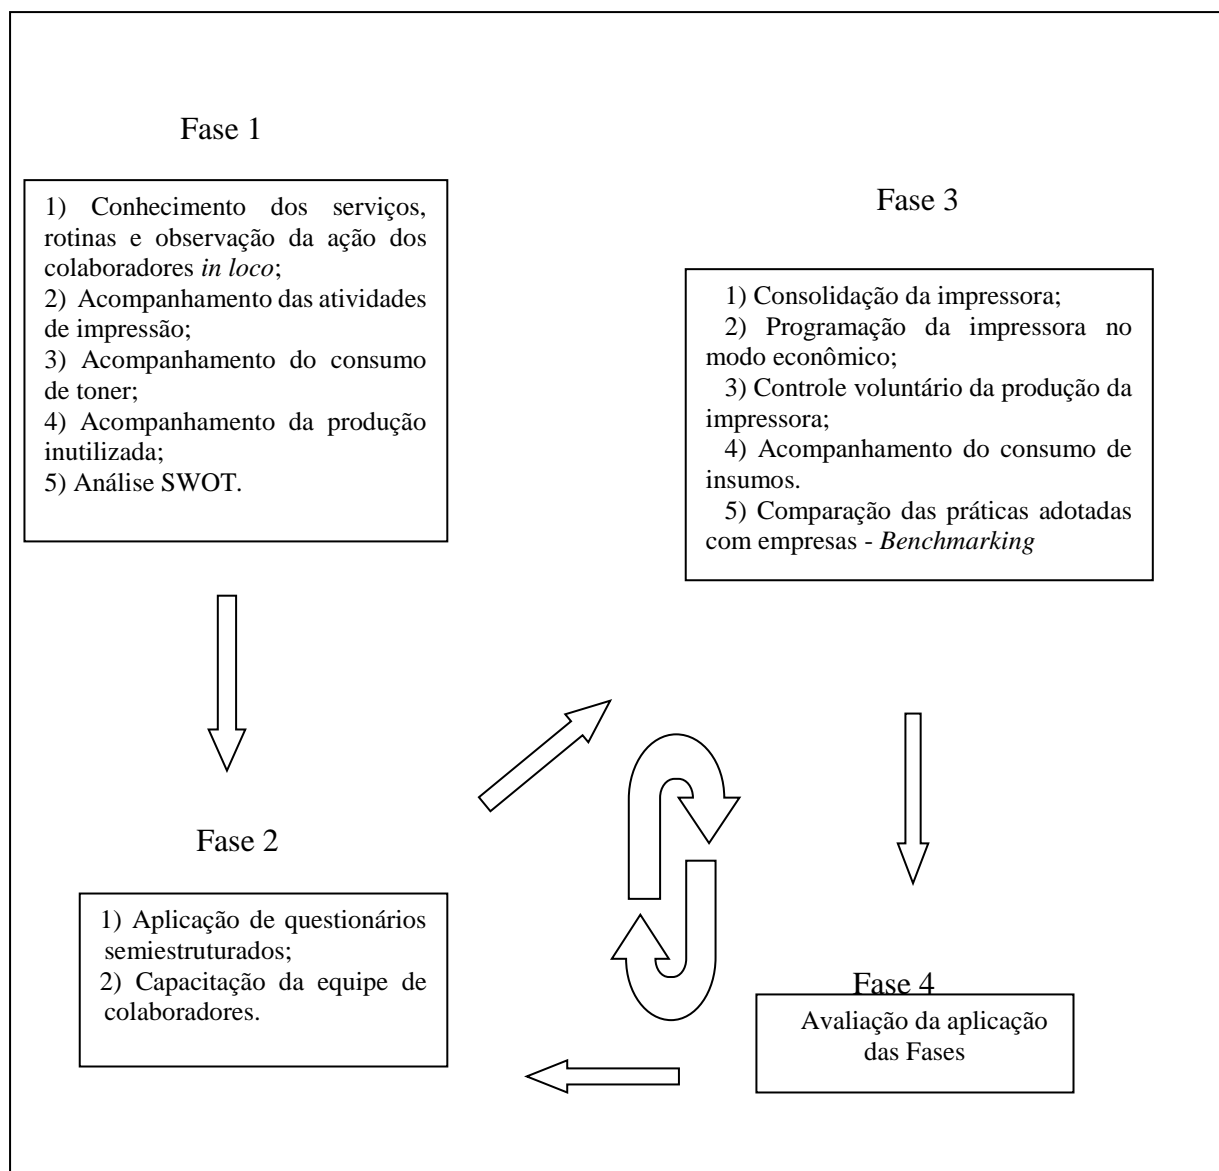 Fase 1
1) Conhecimento dos serviços,
rotinas e observação da ação dos
colaboradores in loco;
2) Acompanhamento das atividades
de impressão;
3) Acompanhamento do consumo
de toner;
4) Acompanhamento da produção
inutilizada;
5) Análise SWOT.
Fase 2
1) Aplicação de questionários
semiestruturados;
2) Capacitação da equipe de
colaboradores.
Fase 3
1) Consolidação da impressora;
2) Programação da impressora no
modo econômico;
3) Controle voluntário da produção da
impressora;
4) Acompanhamento do consumo de
insumos.
5) Comparação das práticas adotadas
com empresas - Benchmarking
Fase 4
Avaliação da aplicação
das Fases